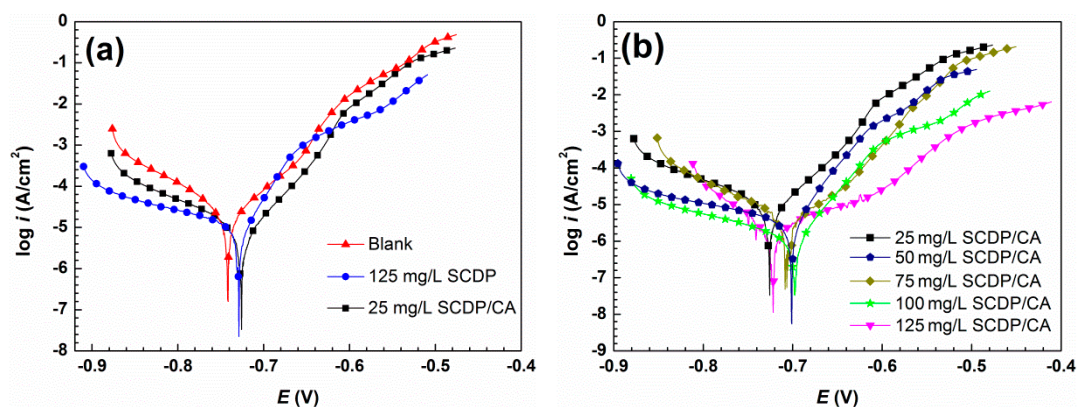 (a)
0
-1
-2
-3
-4
-5
-6
-7
-8
log i (A/cm²)
-0.9
-0.8
-0.7
-0.6
-0.5
-0.4
E (V)
Blank
125 mg/L SCDP
25 mg/L SCDP/CA
(b)
0
-1
-2
-3
-4
-5
-6
-7
-8
-9
log i (A/cm²)
-0.9
-0.8
-0.7
-0.6
-0.5
-0.4
E (V)
25 mg/L SCDP/CA
50 mg/L SCDP/CA
75 mg/L SCDP/CA
100 mg/L SCDP/CA
125 mg/L SCDP/CA